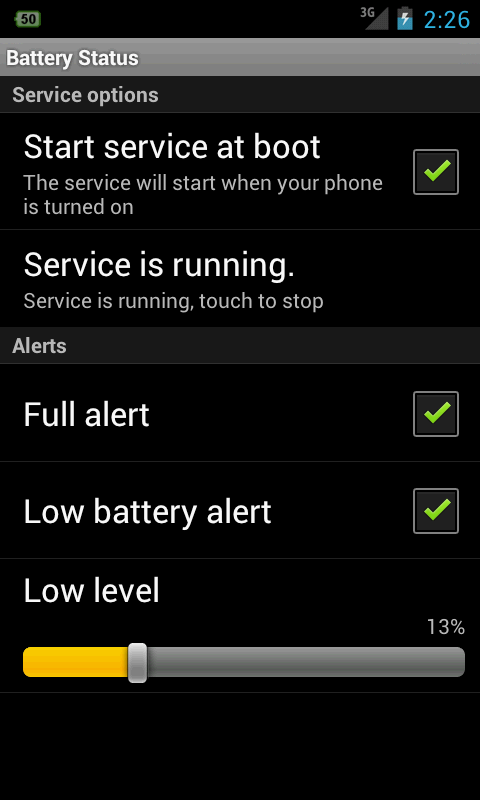 50
3G
2:26
Battery Status
Service options
Start service at boot
The service will start when your phone
is turned on
Service is running.
Service is running, touch to stop
Alerts
Full alert
Low battery alert
Low level
13%